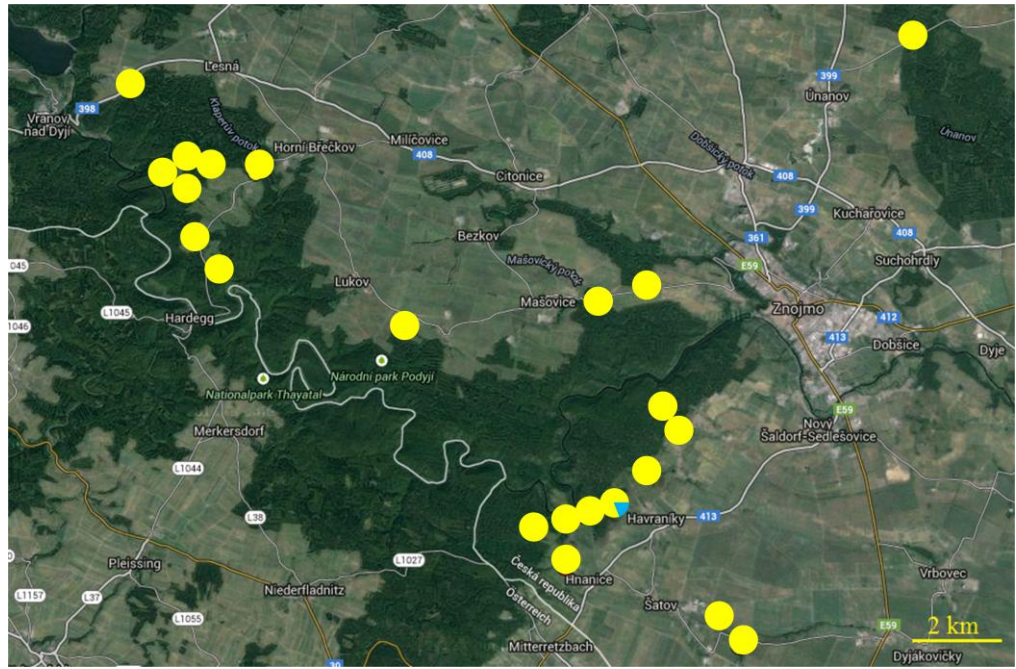 Lesná
399
398
Vranov
nad Dyjí
Klaperův potok
Únanov
Únanov
Horní Břečkov
Milíčovice
408
Dobšický potok
Citonice
408
399
Kuchařovice
361
408
Bezkov
Suchohrdly
L1045
Mašovický potok
E59
Lukov
Mašovice
Znojmo
L1045
Hardegg
412
1046
413
Dobšice
Dyje
Národní park Podyjí
Nationalpark Thayatal
E59
Merkersdorf
Nový
Šaldorf-Sedlešovice
L1044
L38
Havraníky
413
L1027
Pleissing
Česká republika
Österreich
Hnanice
Vrbovec
Niederfladnitz
L1157
L37
Šatov
L1055
E59
2 km
Mitterretzbach
Dyjákovičky
30